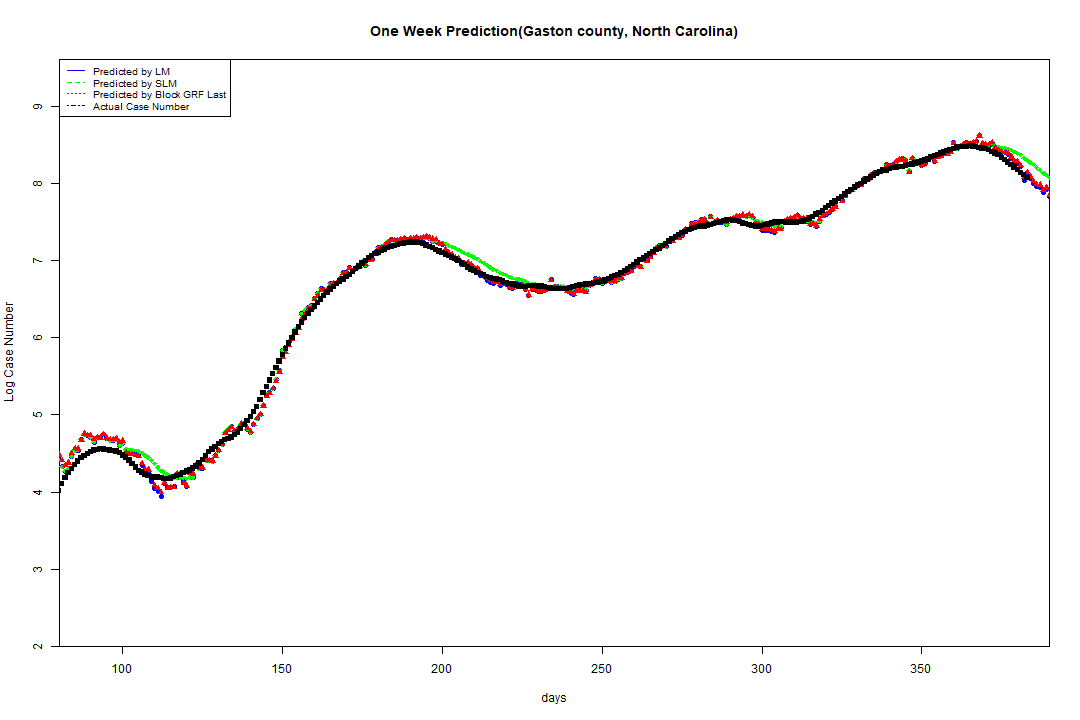 One Week Prediction(Gaston county, North Carolina)
Predicted by LM
Predicted by SLM
Predicted by Block GRF Last
Actual Case Number
9
8
7
6
5
4
3
2
Log Case Number
100 150 200 250 300 350
days